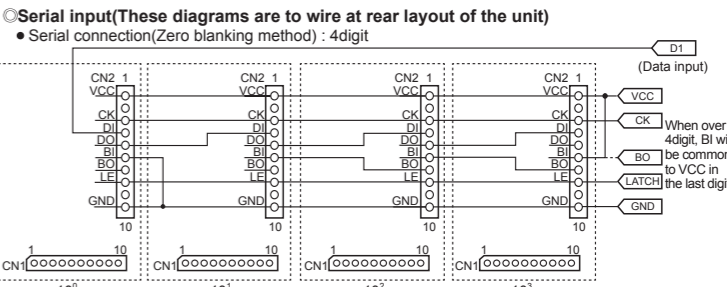 ◎Serial input(These diagrams are to wire at rear layout of the unit)
● Serial connection(Zero blanking method) : 4digit
D1
(Data input)
CN2 1
VCC
CK
DI
DO
BI
BO
LE
GND
10
1 10
CN1
CN2 1
VCC
CK
DI
DO
BI
BO
LE
GND
10
1 10
CN1
CN2 1
VCC
CK
DI
DO
BI
BO
LE
GND
10
1 10
CN1
CN2 1
VCC
CK
DI
DO
BI
BO
LE
GND
10
1 10
CN1
VCC
CK
BO
LATCH
GND
When over
4digit, BI wi
be common
to VCC in
the last digi